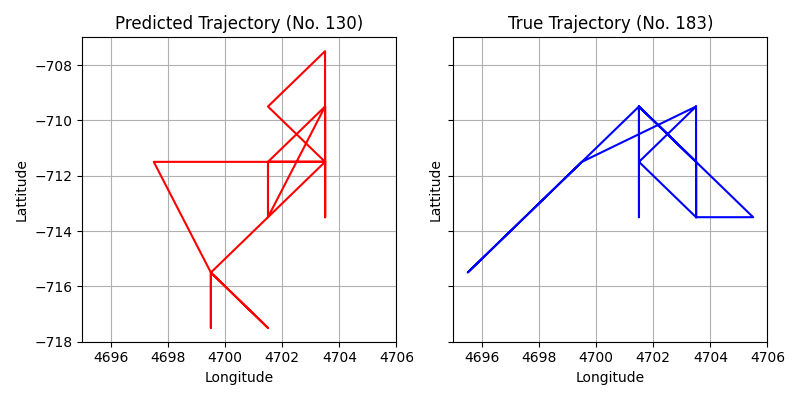 Predicted Trajectory (No. 130)
True Trajectory (No. 183)
−708
−710
−712
−714
−716
−718
Lattitude
Lattitude
4696 4698 4700 4702 4704 4706
4696 4698 4700 4702 4704 4706
Longitude
Longitude